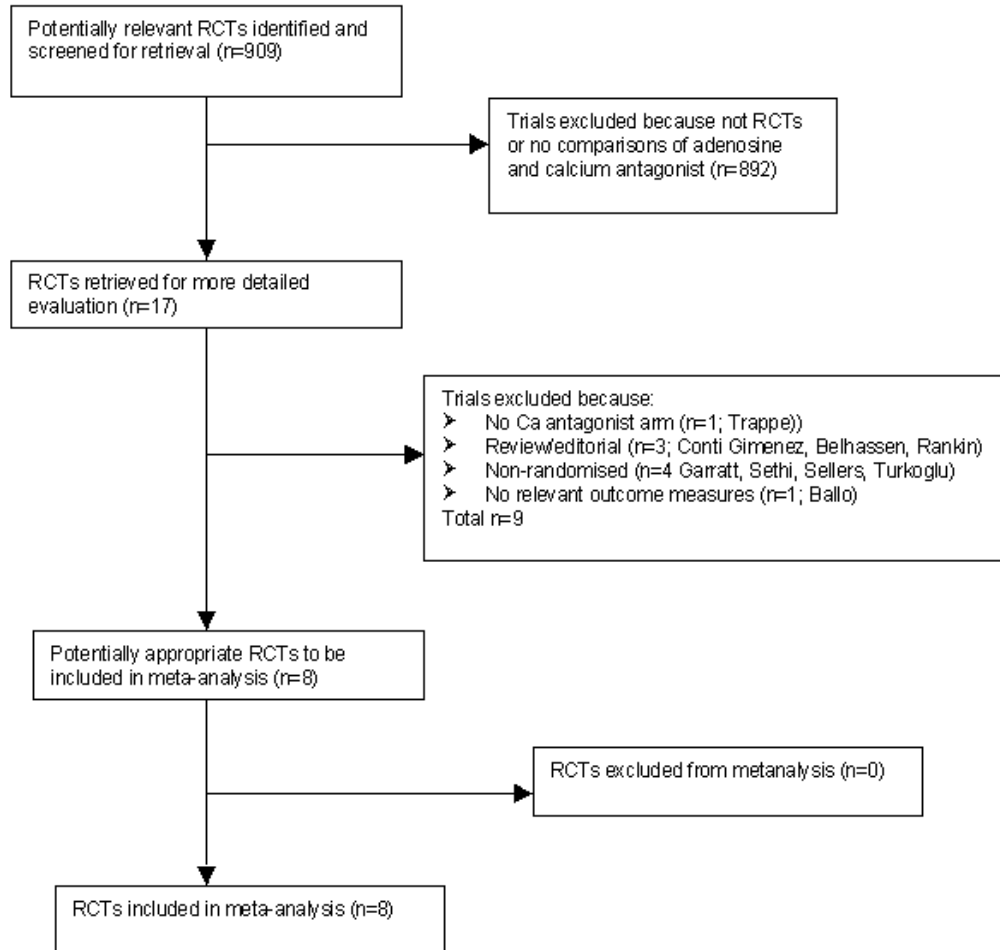 Potentially relevant RCTs identified and
screened for retrieval (n=909)
Trials excluded because not RCTs
or no comparisons of adenosine
and calcium antagonist (n=892)
RCTs retrieved for more detailed
evaluation (n=17)
Trials excluded because:
➢ No Ca antagonist arm (n=1; Trappe))
➢ Review/editorial (n=3; Conti Gimenez, Belhassen, Rankin)
➢ Non-randomised (n=4 Garratt, Sethi, Sellers, Turkoglu)
➢ No relevant outcome measures (n=1; Ballo)
Total n=9
Potentially appropriate RCTs to be
included in meta-analysis (n=8)
RCTs excluded from metanalysis (n=0)
RCTs included in meta-analysis (n=8)